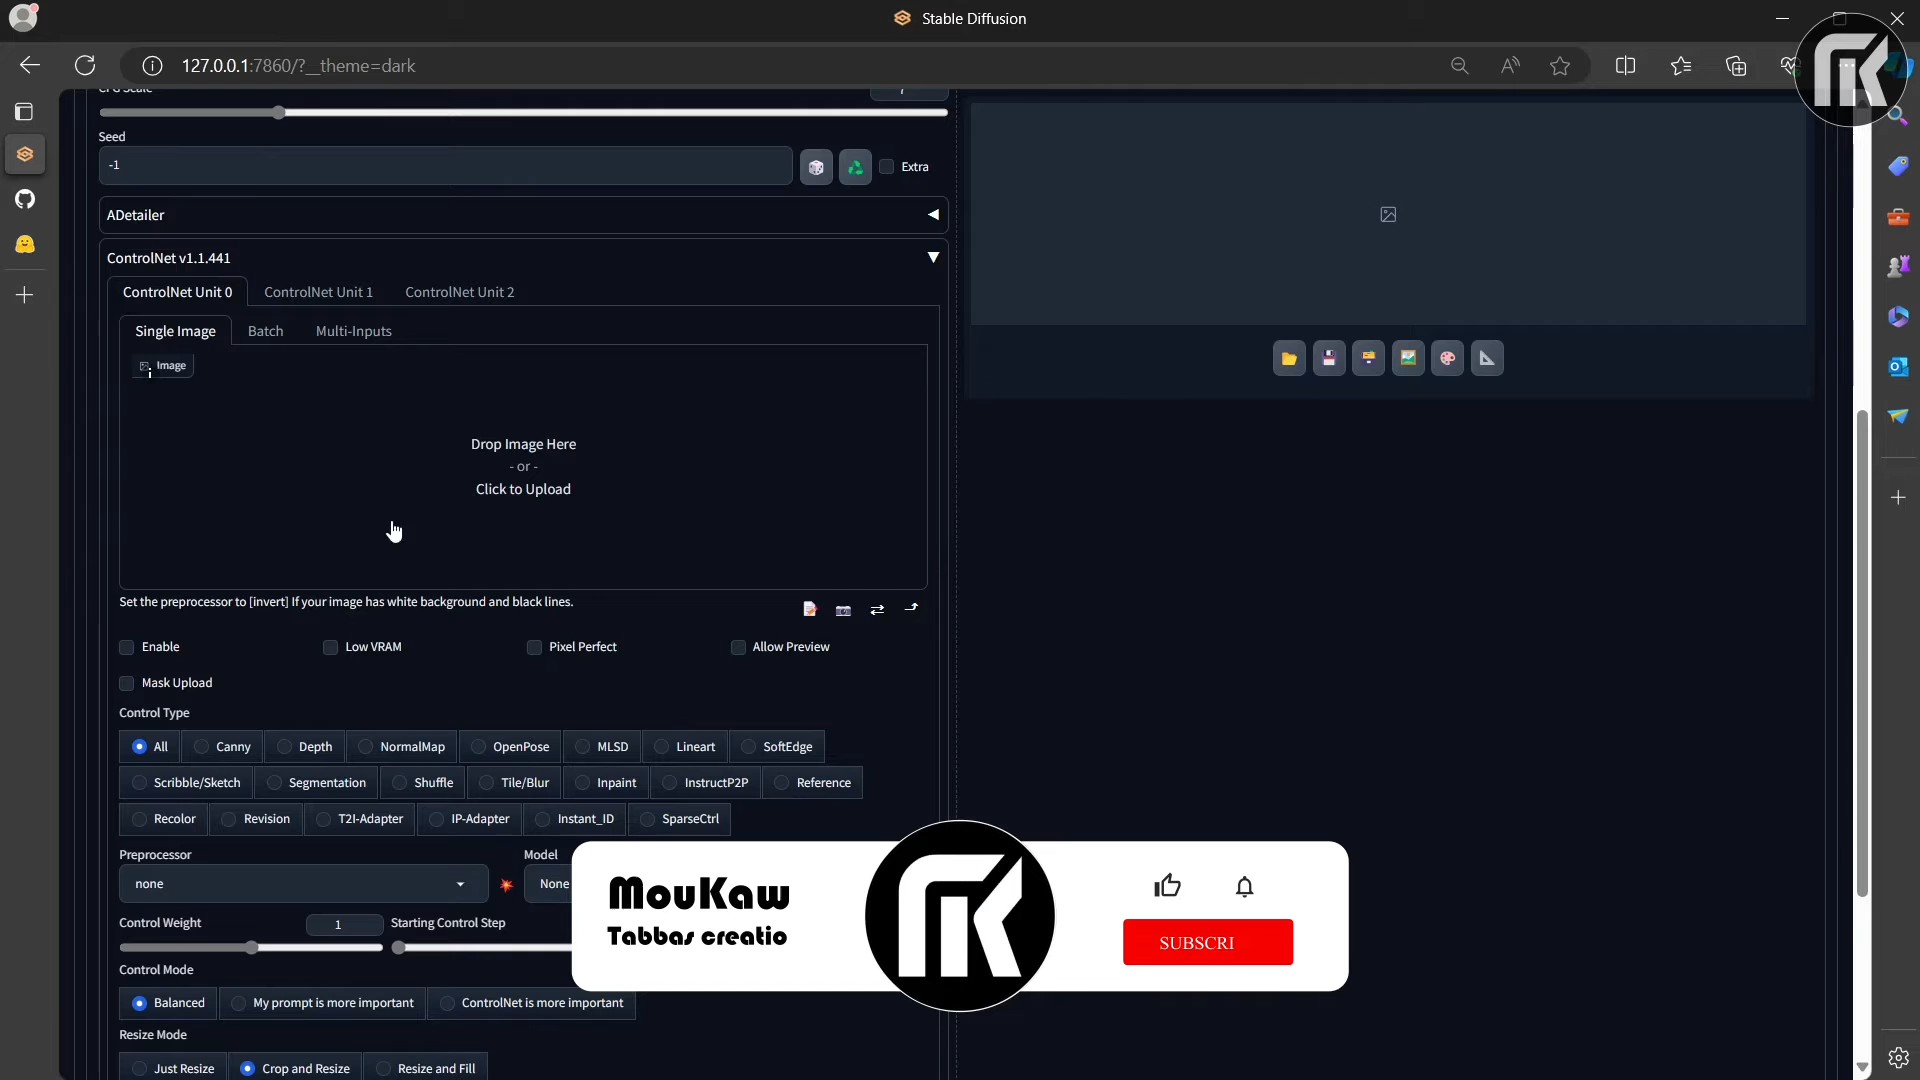 Stable Diffusion
127.0.0.1:7860/?__theme=dark
CFG Scale
7
Seed
-1
Extra
ADetailer
ControlNet v1.1.441
ControlNet Unit 0 ControlNet Unit 1 ControlNet Unit 2
Single Image Batch Multi-Inputs
Image
Drop Image Here
- or -
Click to Upload
Set the preprocessor to [invert] If your image has white background and black lines.
Enable Low VRAM Pixel Perfect Allow Preview
Mask Upload
Control Type
All Canny Depth NormalMap OpenPose MLSD Lineart SoftEdge
Scribble/Sketch Segmentation Shuffle Tile/Blur Inpaint InstructP2P Reference
Recolor Revision T2I-Adapter IP-Adapter Instant_ID SparseCtrl
Preprocessor Model
none None
Control Weight 1 Starting Control Step
Control Mode
Balanced My prompt is more important ControlNet is more important
Resize Mode
Just Resize Crop and Resize Resize and Fill
MouKaw
Tabbas creatio
SUBSCRI